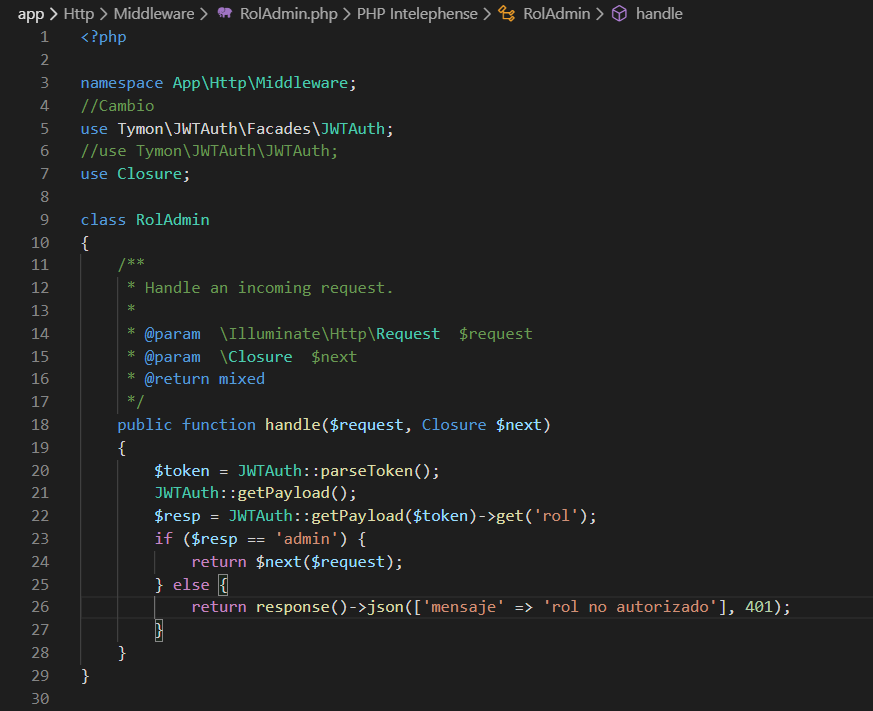 app > Http > Middleware > RolAdmin.php > PHP Intelephense > RolAdmin > handle
1 <?php
2
3 namespace App\Http\Middleware;
4 //Cambio
5 use Tymon\JWTAuth\Facades\JWTAuth;
6 //use Tymon\JWTAuth\JWTAuth;
7 use Closure;
8
9 class RolAdmin
10 {
11     /**
12      * Handle an incoming request.
13      *
14      * @param  \Illuminate\Http\Request  $request
15      * @param  \Closure  $next
16      * @return mixed
17      */
18     public function handle($request, Closure $next)
19     {
20         $token = JWTAuth::parseToken();
21         JWTAuth::getPayload();
22         $resp = JWTAuth::getPayload($token)->get('rol');
23         if ($resp == 'admin') {
24             return $next($request);
25         } else {
26             return response()->json(['mensaje' => 'rol no autorizado'], 401);
27         }
28     }
29 }
30